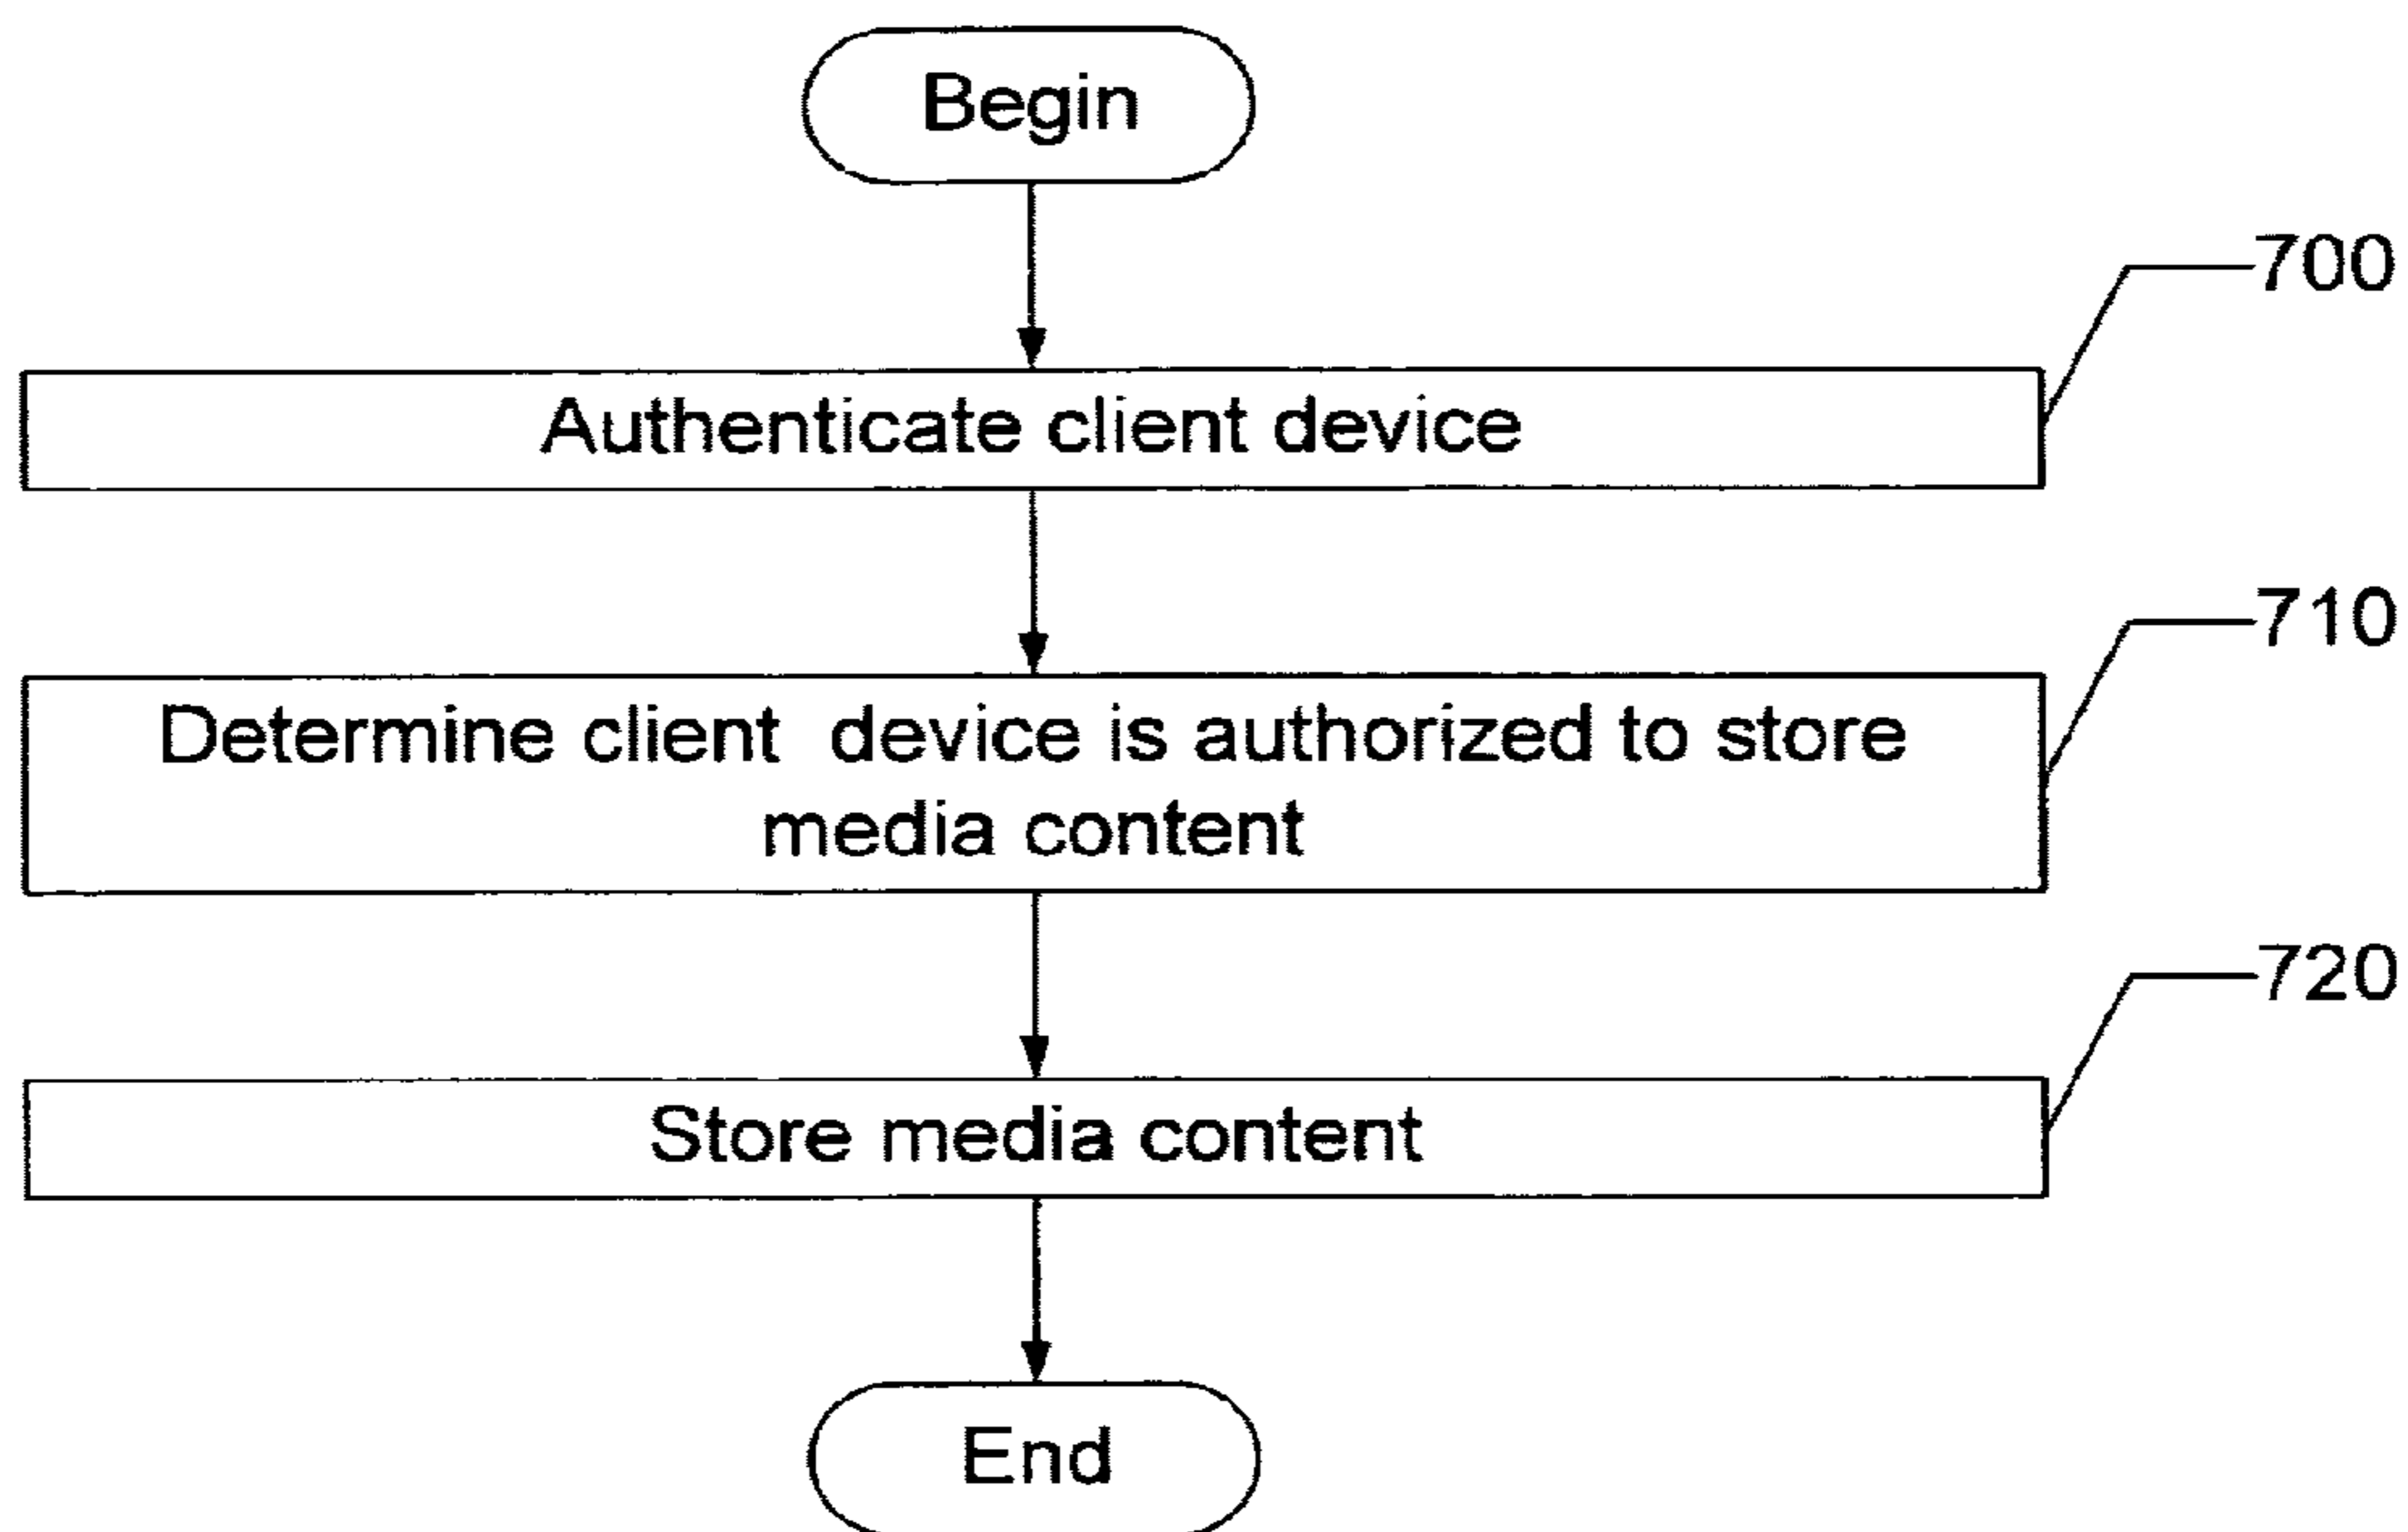 Begin
700
Authenticate client device
710
Determine client device is authorized to store
media content
720
Store media content
End